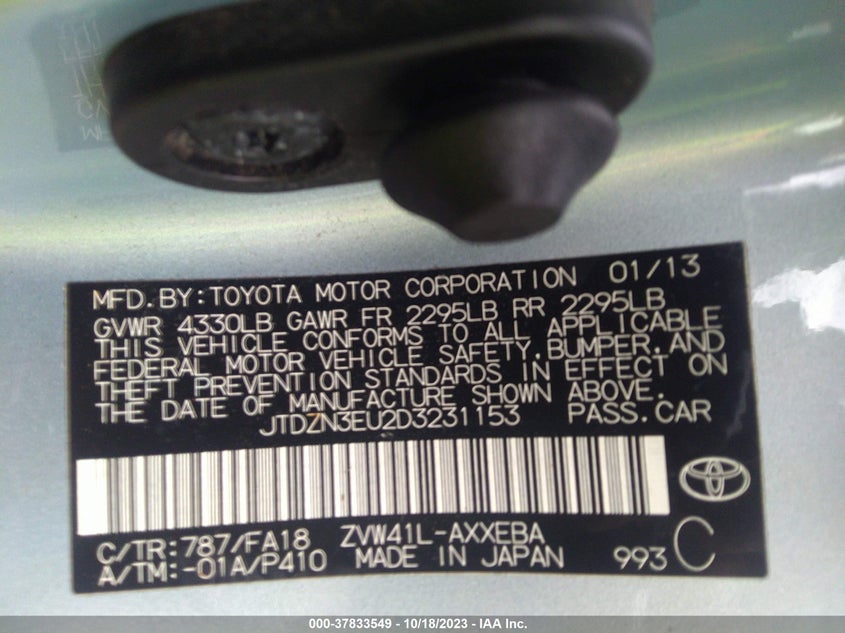 MFD. BY: TOYOTA MOTOR CORPORATION 01/13
GVWR 4330LB GAWR FR 2295LB RR 2295LB
THIS VEHICLE CONFORMS TO ALL APPLICABLE
FEDERAL MOTOR VEHICLE SAFETY, BUMPER, AND
THEFT PREVENTION STANDARDS IN EFFECT ON
THE DATE OF MANUFACTURE SHOWN ABOVE.
JTDZN3EU2D3231153 PASS. CAR
C/TR: 787/FA18 ZVW41L-AXXEBA
A/TM: -01A/P410 MADE IN JAPAN 993 C
000-37833549 - 10/18/2023 - IAA Inc.